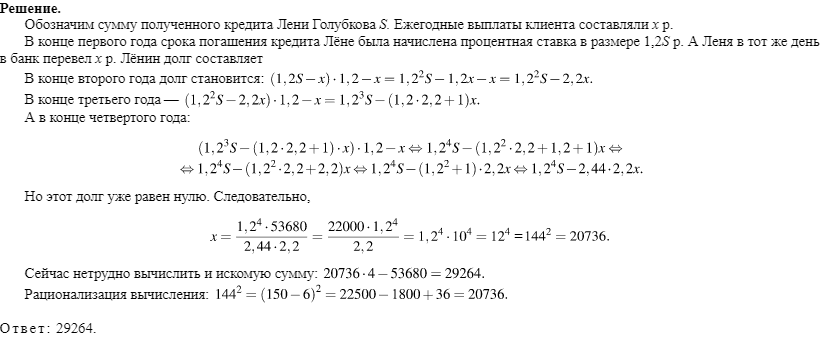 Решение.
Обозначим сумму полученного кредита Лени Голубкова S. Ежегодные выплаты клиента составляли x р.
В конце первого года срока погашения кредита Лёне была начислена процентная ставка в размере 1,2S р. А Леня в тот же день
в банк перевел x р. Лёнин долг составляет
В конце второго года долг становится: (1,2S − x) · 1,2 − x = 1,2²S − 1,2x − x = 1,2²S − 2,2x.
В конце третьего года — (1,2²S − 2,2x) · 1,2 − x = 1,2³S − (1,2 · 2,2 + 1)x.
А в конце четвертого года:
(1,2³S − (1,2 · 2,2 + 1) · x) · 1,2 − x ⇔ 1,2⁴S − (1,2² · 2,2 + 1,2 + 1)x ⇔
⇔ 1,2⁴S − (1,2² · 2,2 + 2,2)x ⇔ 1,2⁴S − (1,2² + 1) · 2,2x ⇔ 1,2⁴S − 2,44 · 2,2x.
Но этот долг уже равен нулю. Следовательно,
x = (1,2⁴ · 53680)/(2,44 · 2,2) = (22000 · 1,2⁴)/(2,2) = 1,2⁴ · 10⁴ = 12⁴ = 144² = 20736.
Сейчас нетрудно вычислить и искомую сумму: 20736 · 4 − 53680 = 29264.
Рационализация вычисления: 144² = (150 − 6)² = 22500 − 1800 + 36 = 20736.
Ответ: 29264.